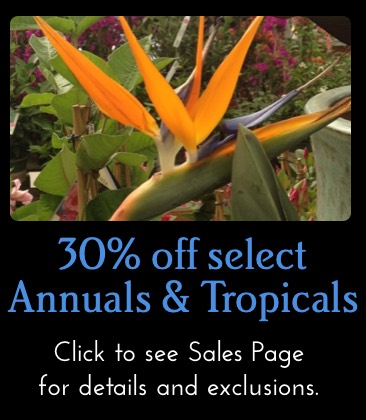 30% off select
Annuals & Tropicals
Click to see Sales Page
for details and exclusions.